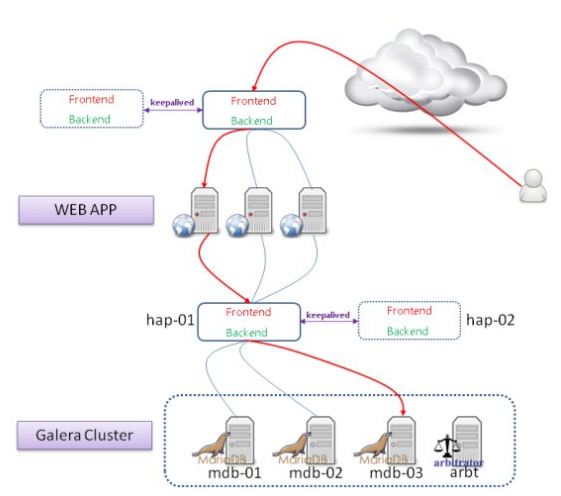 Frontend
Backend
keepalived
Frontend
Backend
WEB APP
hap-01
Frontend
Backend
keepalived
Frontend
Backend
hap-02
Galera Cluster
MariaDB
mdb-01
MariaDB
mdb-02
MariaDB
mdb-03
arbitrator
arbt